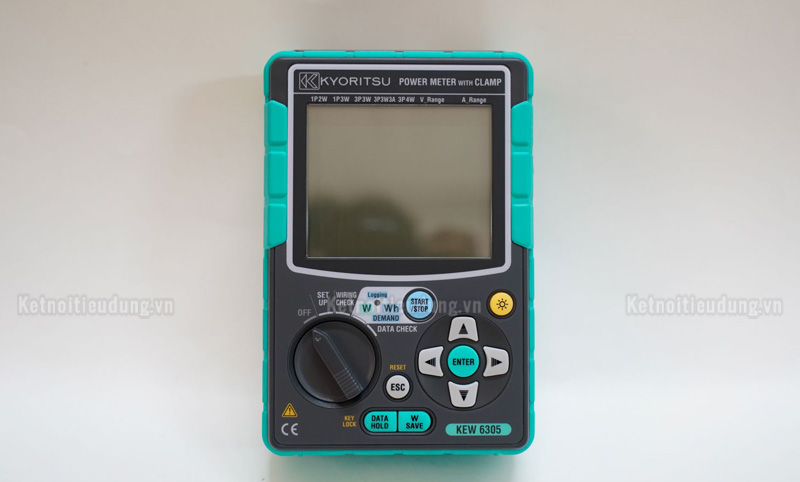 KYORITSU POWER METER WITH CLAMP
1P2W 1P3W 3P3W 3P3W3A 3P4W V_Range A_Range
Ketnoitieudung.vn
Ketnoitieudung.vn
Ketnoitieudung.vn
OFF
SET UP
WIRING CHECK
Logging
W Wh
DEMAND
DATA CHECK
START
/STOP
ENTER
RESET
ESC
KEY
LOCK
DATA
HOLD
W
SAVE
CE
KEW 6305